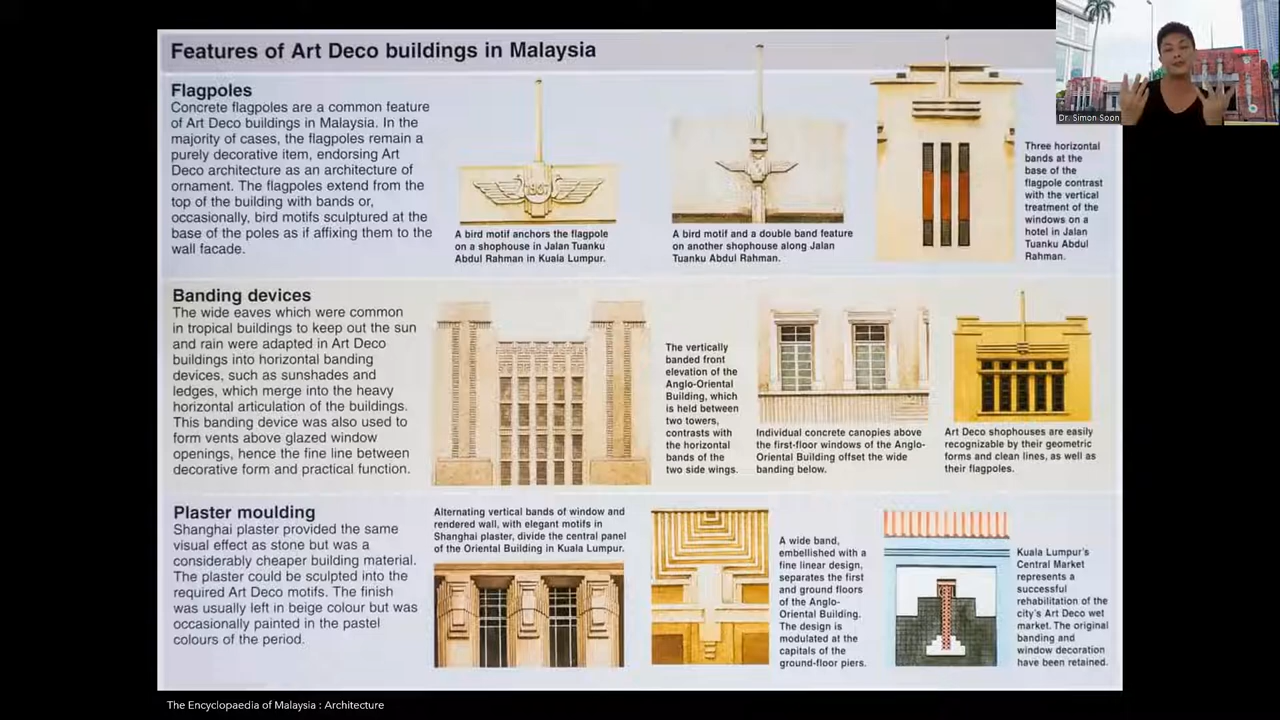 Features of Art Deco buildings in Malaysia
Flagpoles
Concrete flagpoles are a common feature
of Art Deco buildings in Malaysia. In the
majority of cases, the flagpoles remain a
purely decorative item, endorsing Art
Deco architecture as an architecture of
ornament. The flagpoles extend from the
top of the building with bands or,
occasionally, bird motifs sculptured at the
base of the poles as if affixing them to the
wall facade.
A bird motif anchors the flagpole
on a shophouse in Jalan Tuanku
Abdul Rahman in Kuala Lumpur.
A bird motif and a double band feature
on another shophouse along Jalan
Tuanku Abdul Rahman.
Three horizontal
bands at the
base of the
flagpole contrast
with the vertical
treatment of the
windows on a
hotel in Jalan
Tuanku Abdul
Rahman.
Dr. Simon Soon
Banding devices
The wide eaves which were common
in tropical buildings to keep out the sun
and rain were adapted in Art Deco
buildings into horizontal banding
devices, such as sunshades and
ledges, which merge into the heavy
horizontal articulation of the buildings.
This banding device was also used to
form vents above glazed window
openings, hence the fine line between
decorative form and practical function.
The vertically
banded front
elevation of the
Anglo-Oriental
Building, which
is held between
two towers,
contrasts with
the horizontal
bands of the
two side wings.
Individual concrete canopies above
the first-floor windows of the Anglo-
Oriental Building offset the wide
banding below.
Art Deco shophouses are easily
recognizable by their geometric
forms and clean lines, as well as
their flagpoles.
Plaster moulding
Shanghai plaster provided the same
visual effect as stone but was a
considerably cheaper building material.
The plaster could be sculpted into the
required Art Deco motifs. The finish
was usually left in beige colour but was
occasionally painted in the pastel
colours of the period.
Alternating vertical bands of window and
rendered wall, with elegant motifs in
Shanghai plaster, divide the central panel
of the Oriental Building in Kuala Lumpur.
A wide band,
embellished with a
fine linear design,
separates the first
and ground floors
of the Anglo-
Oriental Building.
The design is
modulated at the
capitals of the
ground-floor piers.
Kuala Lumpur's
Central Market
represents a
successful
rehabilitation of the
city's Art Deco wet
market. The original
banding and
window decoration
have been retained.
The Encyclopaedia of Malaysia : Architecture